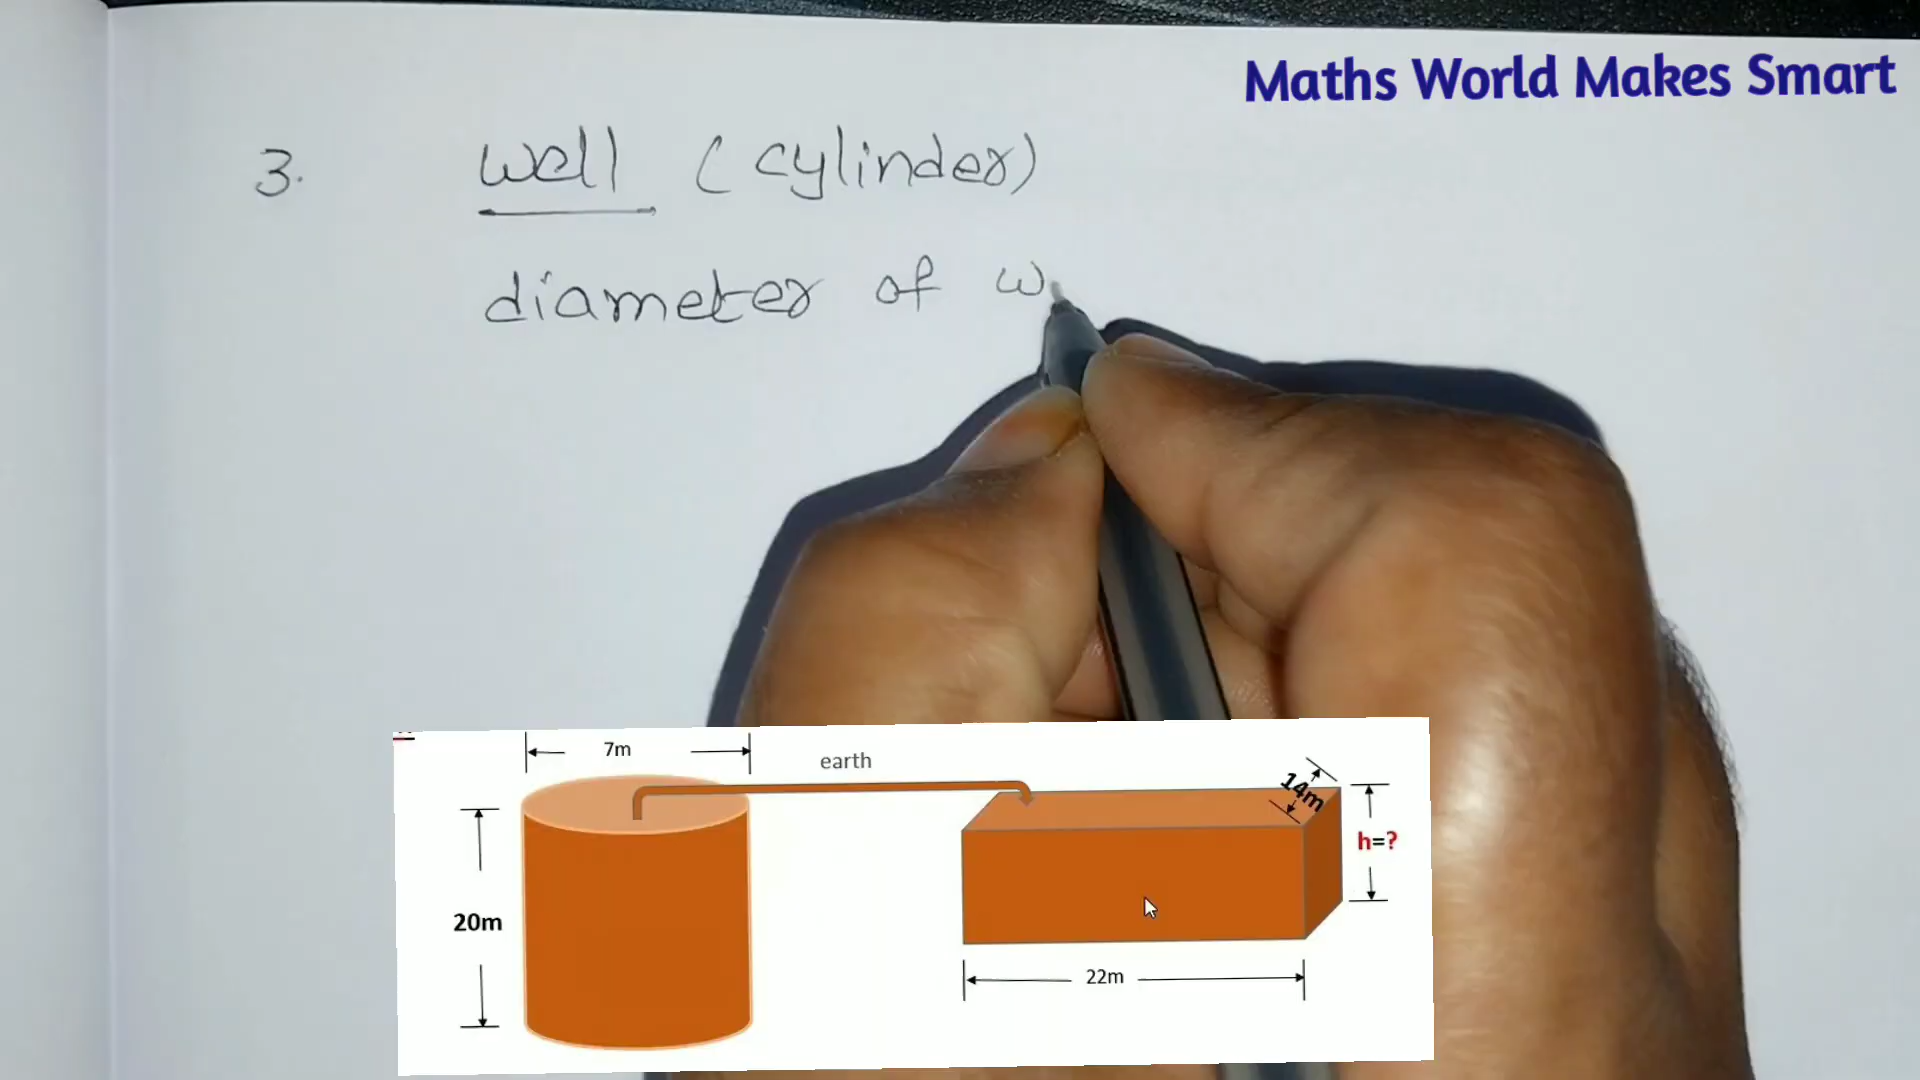 Maths World Makes Smart
3. Well (cylinder)
diameter of w
7m
earth
14m
h=?
20m
22m